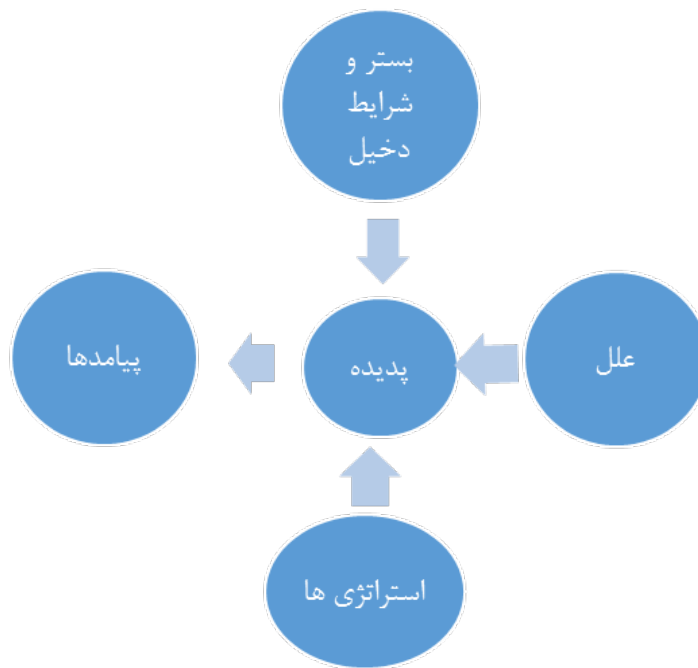 بستر و
شرایط
دخیل
علل
پدیده
پیامدها
استراتژی ها